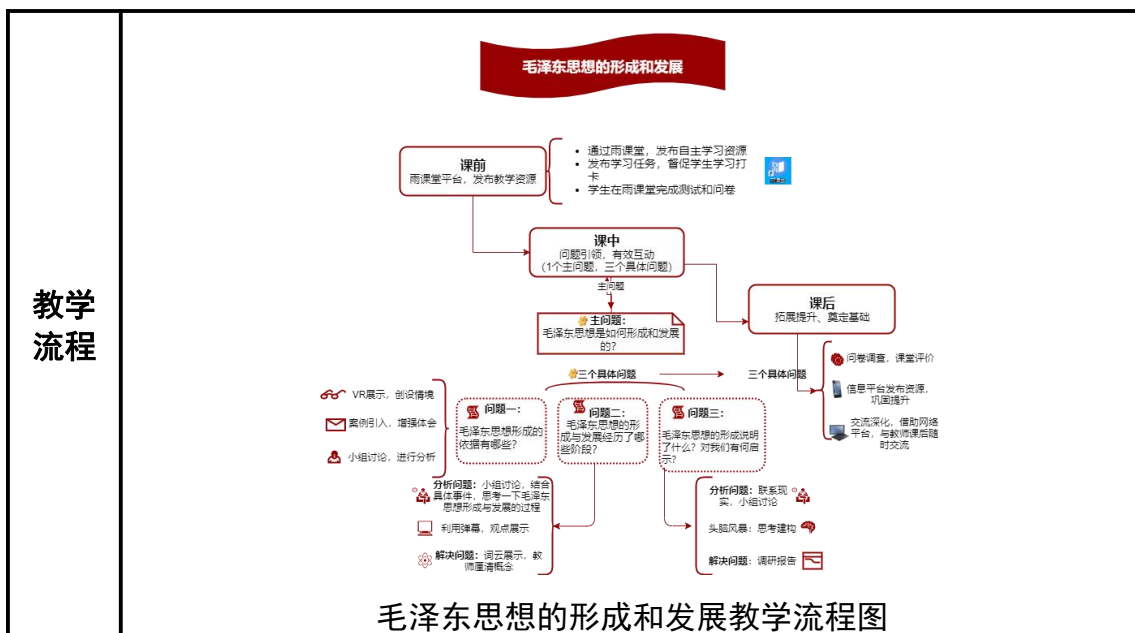 教学
流程
毛泽东思想的形成和发展
课前
雨课堂平台，发布教学资源
• 通过雨课堂，发布自主学习资源
• 发布学习任务，督促学生学习打
卡
• 学生在雨课堂完成测试和问卷
课中
问题引领，有效互动
（1个主问题，三个具体问题）
主问题
主问题：
毛泽东思想是如何形成和发展
的？
课后
拓展提升、奠定基础
问卷调查，课堂评价
信息平台发布资源，
巩固提升
交流深化，借助网络
平台，与教师课后随
时交流
三个具体问题
三个具体问题
VR展示，创设情境
案例引入，增强体会
小组讨论，进行分析
问题一：
毛泽东思想形成的
依据有哪些？
问题二：
毛泽东思想的形
成与发展经历了哪
些阶段？
问题三：
毛泽东思想的形成说明
了什么？对我们有何启
示？
分析问题：小组讨论，结合
具体事件，思考一下毛泽东
思想形成与发展的过程
利用弹幕，观点展示
解决问题：词云展示，教
师厘清概念
分析问题：联系现
实，小组讨论
头脑风暴：思考建构
解决问题：调研报告
毛泽东思想的形成和发展教学流程图